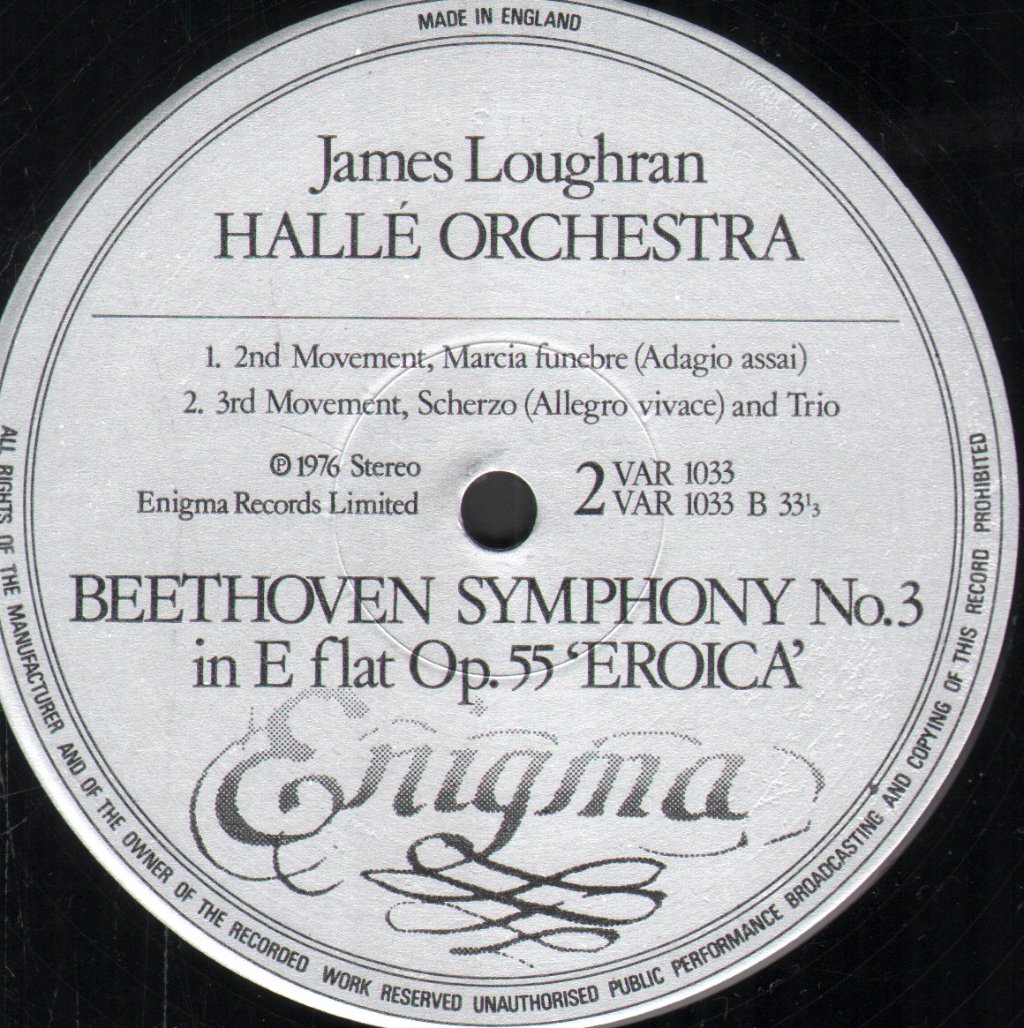 MADE IN ENGLAND
James Loughran
HALLÉ ORCHESTRA
1. 2nd Movement, Marcia funebre (Adagio assai)
2. 3rd Movement, Scherzo (Allegro vivace) and Trio
℗ 1976 Stereo
Enigma Records Limited
2 VAR 1033
VAR 1033 B 33⅓
BEETHOVEN SYMPHONY No.3
in E flat Op. 55 ‘EROICA’
Enigma
ALL RIGHTS OF THE MANUFACTURER AND OF THE OWNER OF THE RECORDED WORK RESERVED UNAUTHORISED PUBLIC PERFORMANCE BROADCASTING AND COPYING OF THIS RECORD PROHIBITED